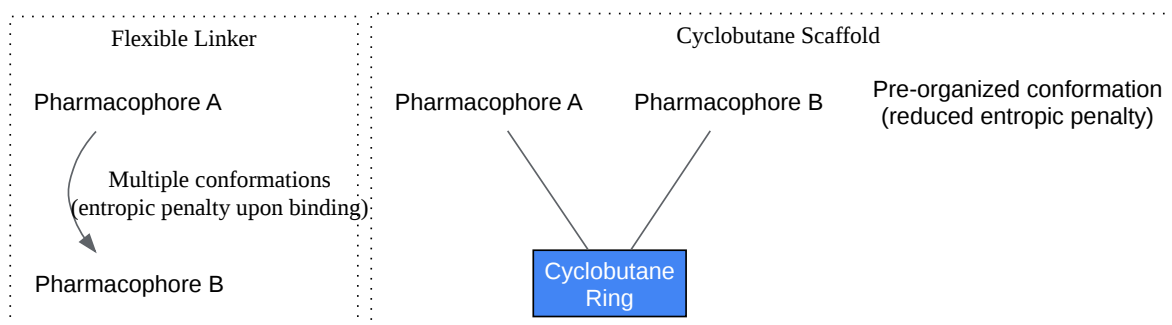 Flexible Linker
Pharmacophore A
Multiple conformations
(entropic penalty upon binding)
Pharmacophore B
Cyclobutane Scaffold
Pharmacophore A
Pharmacophore B
Pre-organized conformation
(reduced entropic penalty)
Cyclobutane
Ring